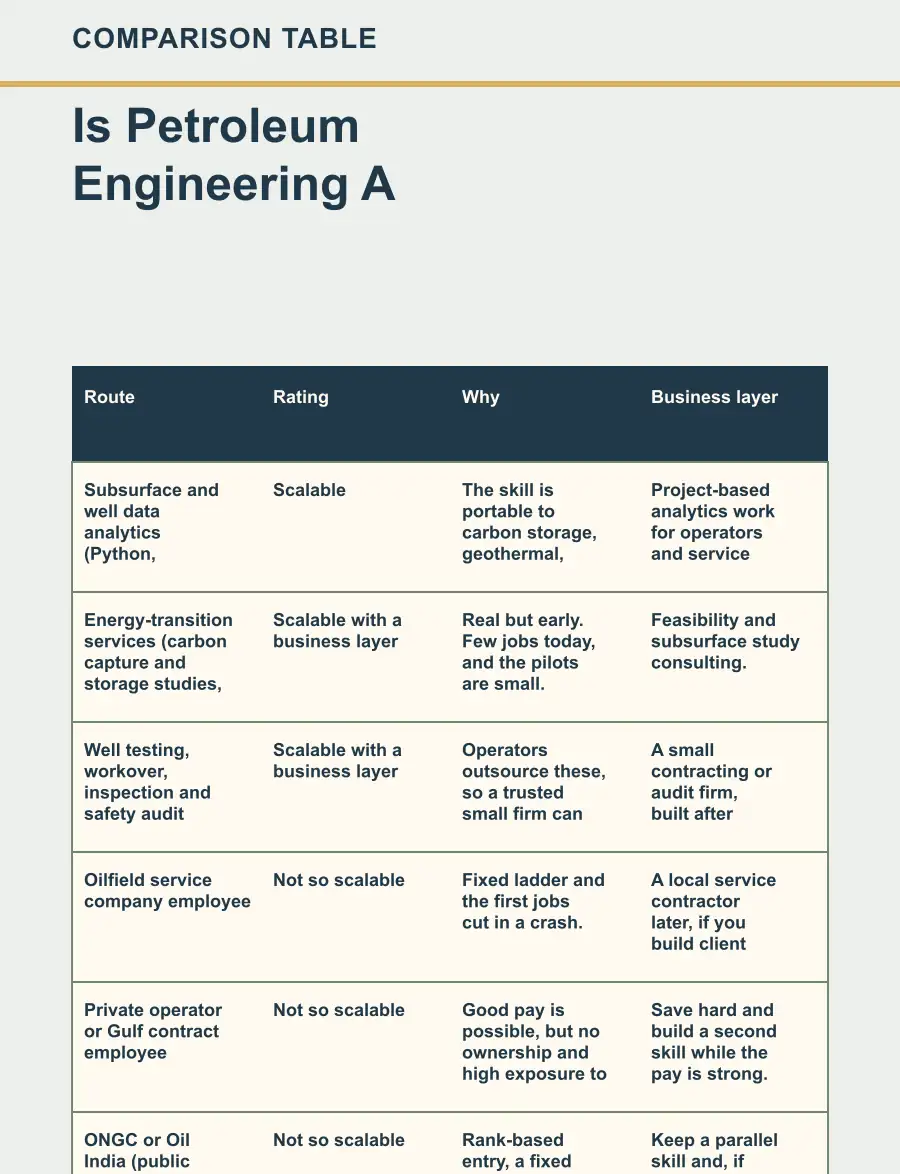 COMPARISON TABLE
Is Petroleum
Engineering A
Route
Rating
Why
Business layer
Subsurface and
well data
analytics
(Python,
Scalable
The skill is
portable to
carbon storage,
geothermal,
Project-based
analytics work
for operators
and service
Energy-transition
services (carbon
capture and
storage studies,
Scalable with a
business layer
Real but early.
Few jobs today,
and the pilots
are small.
Feasibility and
subsurface study
consulting.
Well testing,
workover,
inspection and
safety audit
Scalable with a
business layer
Operators
outsource these,
so a trusted
small firm can
A small
contracting or
audit firm,
built after
Oilfield service
company employee
Not so scalable
Fixed ladder and
the first jobs
cut in a crash.
A local service
contractor
later, if you
build client
Private operator
or Gulf contract
employee
Not so scalable
Good pay is
possible, but no
ownership and
high exposure to
Save hard and
build a second
skill while the
pay is strong.
ONGC or Oil
India (public
Not so scalable
Rank-based
entry, a fixed
Keep a parallel
skill and, if